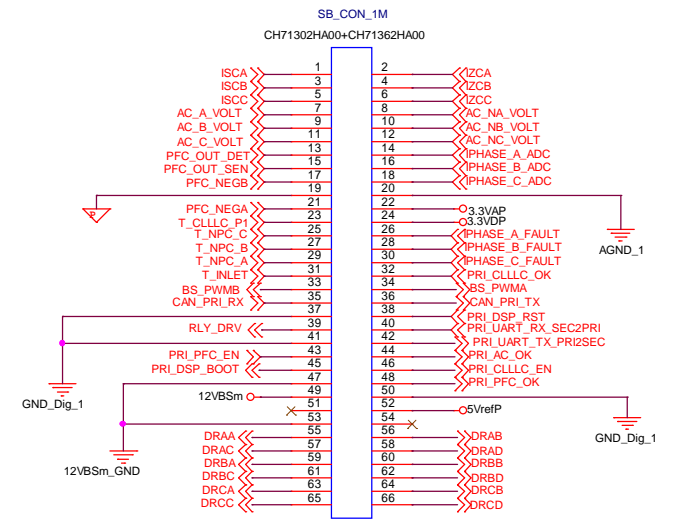 SB_CON_1M
CH71302HA00+CH71362HA00
ISCA 1 2 IZCA
ISCB 3 4 IZCB
ISCC 5 6 IZCC
AC_A_VOLT 7 8 AC_NA_VOLT
AC_B_VOLT 9 10 AC_NB_VOLT
AC_C_VOLT 11 12 AC_NC_VOLT
PFC_OUT_DET 13 14 IPHASE_A_ADC
PFC_OUT_SEN 15 16 IPHASE_B_ADC
PFC_NEGB 17 18 IPHASE_C_ADC
19 20
P
PFC_NEGA 21 22 3.3VAP
T_CLLLC_P1 23 24 3.3VDP
T_NPC_C 25 26 IPHASE_A_FAULT
T_NPC_B 27 28 IPHASE_B_FAULT
AGND_1
T_NPC_A 29 30 IPHASE_C_FAULT
T_INLET 31 32 PRI_CLLLC_OK
BS_PWMB 33 34 BS_PWMA
CAN_PRI_RX 35 36 CAN_PRI_TX
37 38 PRI_DSP_RST
RLY_DRV 39 40 PRI_UART_RX_SEC2PRI
41 42 PRI_UART_TX_PRI2SEC
PRI_PFC_EN 43 44 PRI_AC_OK
PRI_DSP_BOOT 45 46 PRI_CLLLC_EN
47 48 PRI_PFC_OK
GND_Dig_1
12VBSm 49 50
51 52 5VrefP
53 54
DRAA 55 56 DRAB
GND_Dig_1
DRAC 57 58 DRAD
DRBA 59 60 DRBB
12VBSm_GND
DRBC 61 62 DRBD
DRCA 63 64 DRCB
DRCC 65 66 DRCD